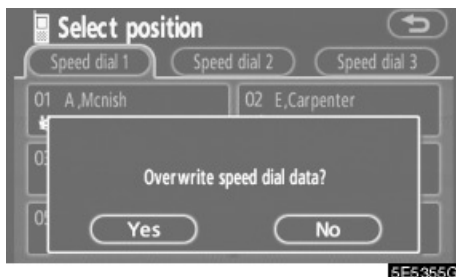 Select position
Speed dial 1 Speed dial 2 Speed dial 3
01 A,Mcnish 02 E,Carpenter
Overwrite speed dial data?
Yes No
5E5355G